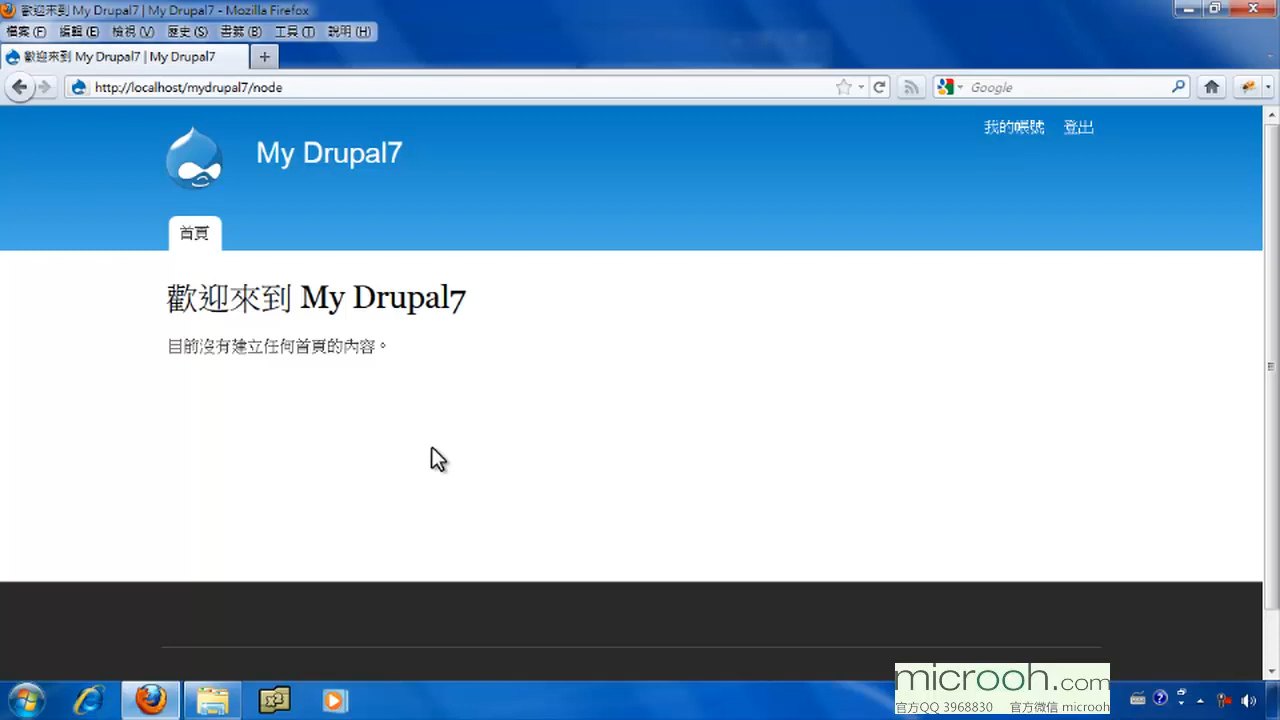 歡迎來到 My Drupal7 | My Drupal7 - Mozilla Firefox
檔案(F) 編輯(E) 檢視(V) 歷史(S) 書籤(B) 工具(T) 說明(H)
歡迎來到 My Drupal7 | My Drupal7
http://localhost/mydrupal7/node
Google
我的帳號 登出
My Drupal7
首頁
歡迎來到 My Drupal7
目前沒有建立任何首頁的內容。
microoh.com
官方QQ 3968830 官方微信 microoh